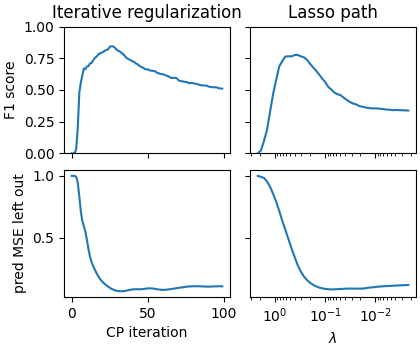 Iterative regularization Lasso path
F1 score
1.00
0.75
0.50
0.25
0.00
pred MSE left out
1.0
0.5
0 50 100
CP iteration
10⁰ 10⁻¹ 10⁻²
λ